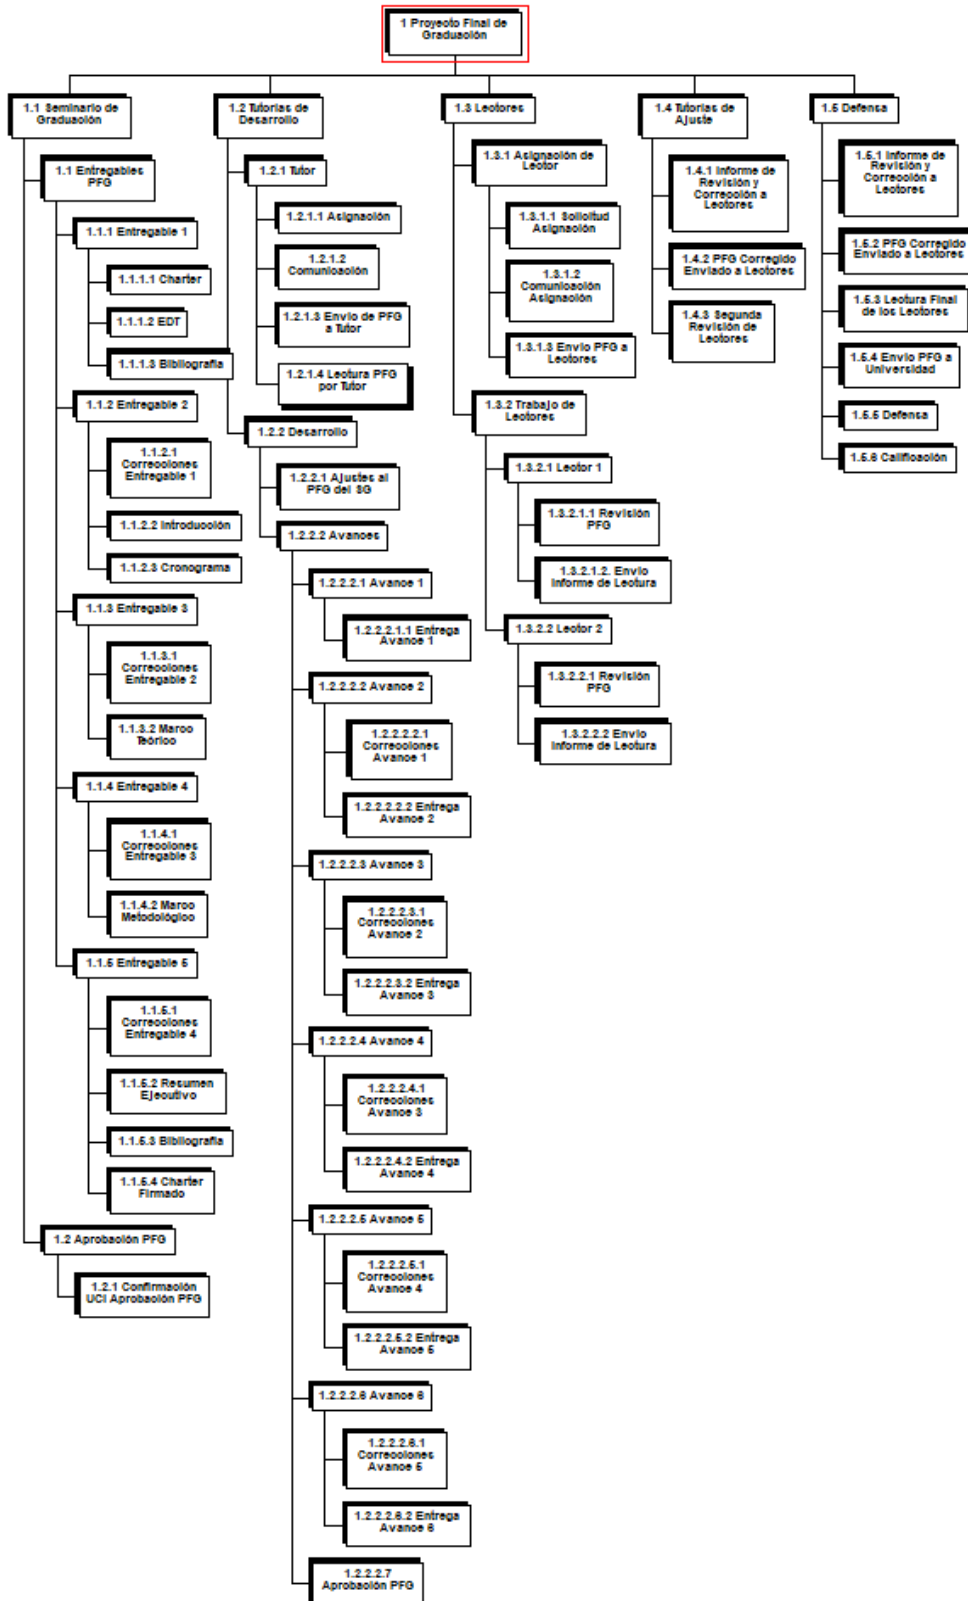 1 Proyecto Final de
Graduación
1.1 Seminario de
Graduación
1.1 Entregables
PFG
1.1.1 Entregable 1
1.1.1.1 Charter
1.1.1.2 EDT
1.1.1.3 Bibliografía
1.1.2 Entregable 2
1.1.2.1
Correcciones
Entregable 1
1.1.2.2 Introducción
1.1.2.3 Cronograma
1.1.3 Entregable 3
1.1.3.1
Correcciones
Entregable 2
1.1.3.2 Marco
Teórico
1.1.4 Entregable 4
1.1.4.1
Correcciones
Entregable 3
1.1.4.2 Marco
Metodológico
1.1.5 Entregable 5
1.1.5.1
Correcciones
Entregable 4
1.1.5.2 Resumen
Ejecutivo
1.1.5.3 Bibliografía
1.1.5.4 Charter
Firmado
1.2 Aprobación PFG
1.2.1 Confirmación
UCI Aprobación PFG
1.2 Tutorias de
Desarrollo
1.2.1 Tutor
1.2.1.1 Asignación
1.2.1.2
Comunicación
1.2.1.3 Envio de PFG
a Tutor
1.2.1.4 Lectura PFG
por Tutor
1.2.2 Desarrollo
1.2.2.1 Ajustes al
PFG del SG
1.2.2.2 Avances
1.2.2.2.1 Avance 1
1.2.2.2.1.1 Entrega
Avance 1
1.2.2.2.2 Avance 2
1.2.2.2.2.1
Correcciones
Avance 1
1.2.2.2.2.2 Entrega
Avance 2
1.2.2.2.3 Avance 3
1.2.2.2.3.1
Correcciones
Avance 2
1.2.2.2.3.2 Entrega
Avance 3
1.2.2.2.4 Avance 4
1.2.2.2.4.1
Correcciones
Avance 3
1.2.2.2.4.2 Entrega
Avance 4
1.2.2.2.5 Avance 5
1.2.2.2.5.1
Correcciones
Avance 4
1.2.2.2.5.2 Entrega
Avance 5
1.2.2.2.6 Avance 6
1.2.2.2.6.1
Correcciones
Avance 5
1.2.2.2.6.2 Entrega
Avance 6
1.2.2.2.7
Aprobación PFG
1.3 Lectores
1.3.1 Asignación de
Lector
1.3.1.1 Solicitud
Asignación
1.3.1.2
Comunicación
Asignación
1.3.1.3 Envio PFG a
Lectores
1.3.2 Trabajo de
Lectores
1.3.2.1 Lector 1
1.3.2.1.1 Revisión
PFG
1.3.2.1.2. Envio
Informe de Lectura
1.3.2.2 Lector 2
1.3.2.2.1 Revisión
PFG
1.3.2.2.2 Envio
Informe de Lectura
1.4 Tutorias de
Ajuste
1.4.1 Informe de
Revisión y
Corrección a
Lectores
1.4.2 PFG Corregido
Enviado a Lectores
1.4.3 Segunda
Revisión de
Lectores
1.5 Defensa
1.5.1 Informe de
Revisión y
Corrección a
Lectores
1.5.2 PFG Corregido
Enviado a Lectores
1.5.3 Lectura Final
de los Lectores
1.5.4 Envio PFG a
Universidad
1.5.5 Defensa
1.5.6 Calificación